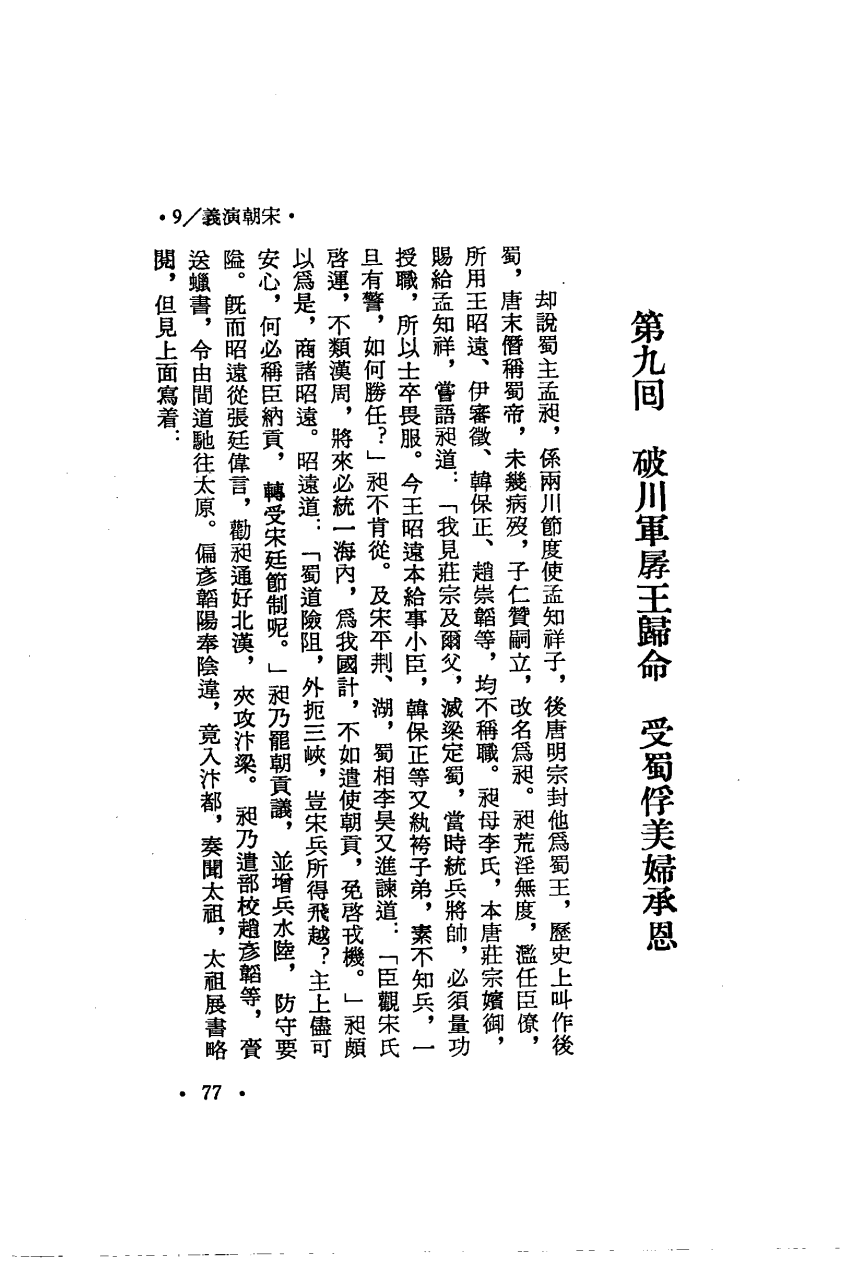 ·宋朝演義/9·
第九回　破川軍孱王歸命　受蜀俘美婦承恩
却說蜀主孟昶，係兩川節度使孟知祥子，後唐明宗封他爲蜀王，歷史上叫作後
蜀，唐末僭稱蜀帝，未幾病歿，子仁贊嗣立，改名爲昶。昶荒淫無度，濫任臣僚，
所用王昭遠、伊審徵、韓保正、趙崇韜等，均不稱職。昶母李氏，本唐莊宗嬪御，
賜給孟知祥，嘗語昶道：「我見莊宗及爾父，滅梁定蜀，當時統兵將帥，必須量功
授職，所以士卒畏服。今王昭遠本給事小臣，韓保正等又紈袴子弟，素不知兵，一
旦有警，如何勝任？」昶不肯從。及宋平荆、湖，蜀相李昊又進諫道：「臣觀宋氏
啓運，不類漢周，將來必統一海內，爲我國計，不如遣使朝貢，免啓戎機。」昶頗
以爲是，商諸昭遠。昭遠道：「蜀道險阻，外扼三峽，豈宋兵所得飛越？主上儘可
安心，何必稱臣納貢，轉受宋廷節制呢。」昶乃罷朝貢議，並增兵水陸，防守要
隘。旣而昭遠從張廷偉言，勸昶通好北漢，夾攻汴梁。昶乃遣部校趙彥韜等，賫
送蠟書，令由間道馳往太原。偏彥韜陽奉陰違，竟入汴都，奏聞太祖，太祖展書略
閱，但見上面寫着：
· 77 ·